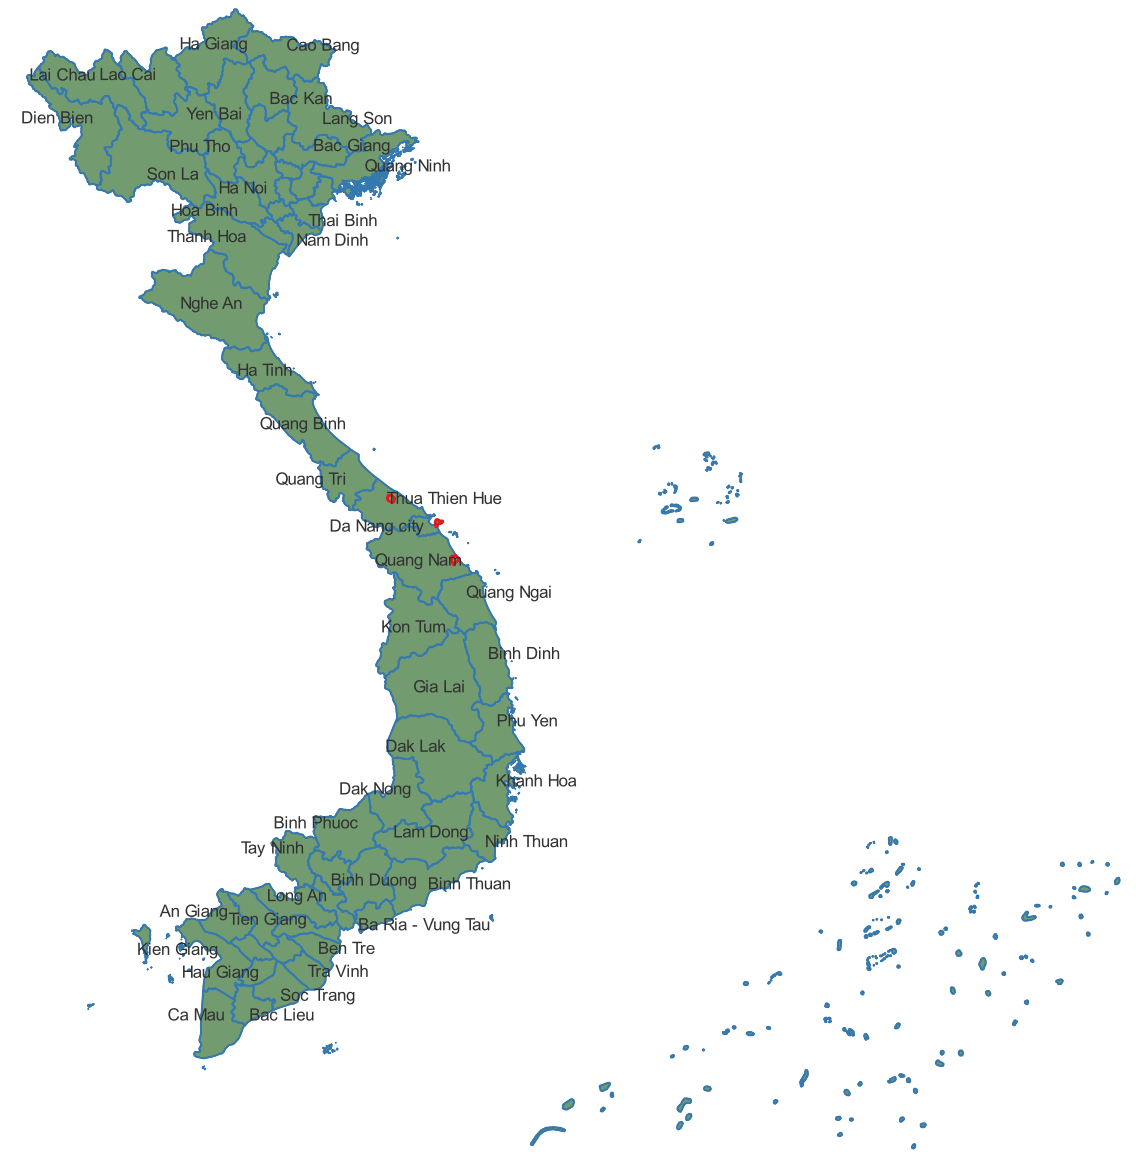 Ha Giang
Cao Bang
Lai Chau
Lao Cai
Bac Kan
Dien Bien
Yen Bai
Lang Son
Phu Tho
Bac Giang
Quang Ninh
Son La
Ha Noi
Hoa Binh
Thai Binh
Thanh Hoa
Nam Dinh
Nghe An
Ha Tinh
Quang Binh
Quang Tri
Thua Thien Hue
Da Nang city
Quang Nam
Quang Ngai
Kon Tum
Binh Dinh
Gia Lai
Phu Yen
Dak Lak
Khanh Hoa
Dak Nong
Binh Phuoc
Lam Dong
Ninh Thuan
Tay Ninh
Binh Duong
Binh Thuan
Long An
An Giang
Tien Giang
Ba Ria - Vung Tau
Kien Giang
Ben Tre
Hau Giang
Tra Vinh
Soc Trang
Ca Mau
Bac Lieu